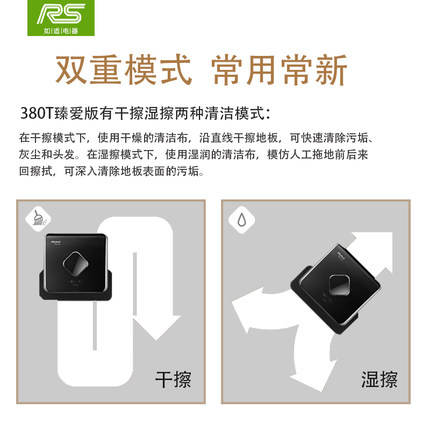 RS
如适电器
双重模式 常用常新
380T臻爱版有干擦湿擦两种清洁模式:
在干擦模式下，使用干燥的清洁布，沿直线干擦地板，可快速清除污垢、
灰尘和头发。在湿擦模式下，使用湿润的清洁布，模仿人工拖地前后来
回擦拭，可深入清除地板表面的污垢。
干擦
湿擦